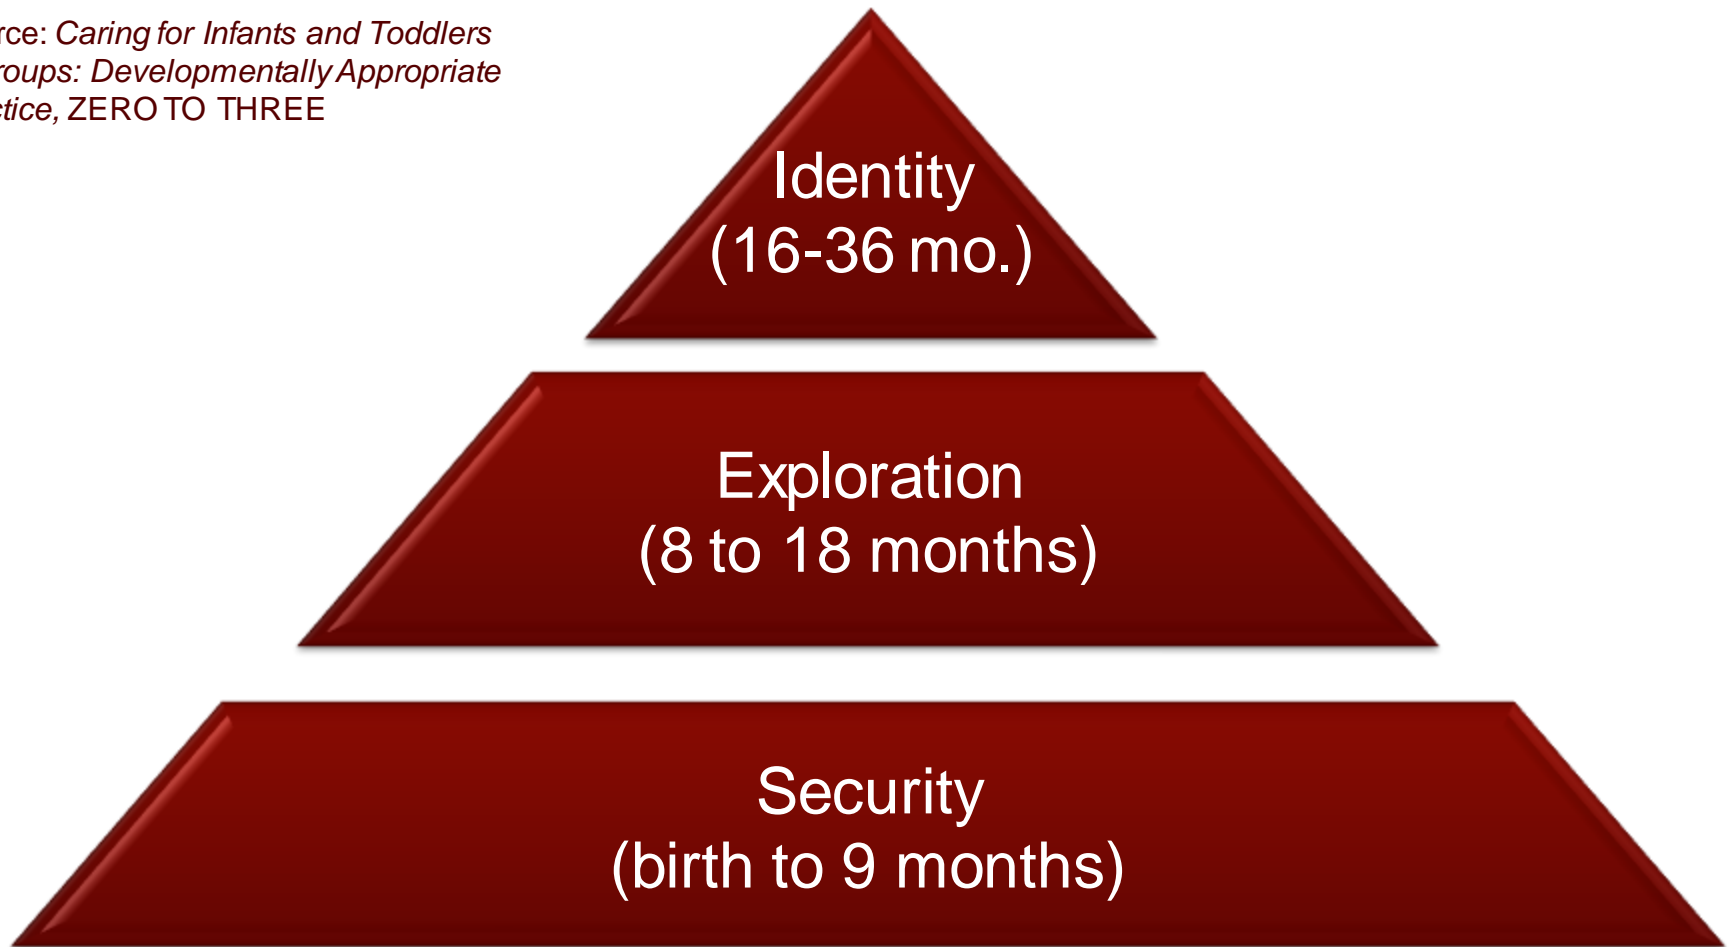 rce: Caring for Infants and Toddlers
roups: Developmentally Appropriate
ctice, ZERO TO THREE
Identity
(16-36 mo.)
Exploration
(8 to 18 months)
Security
(birth to 9 months)